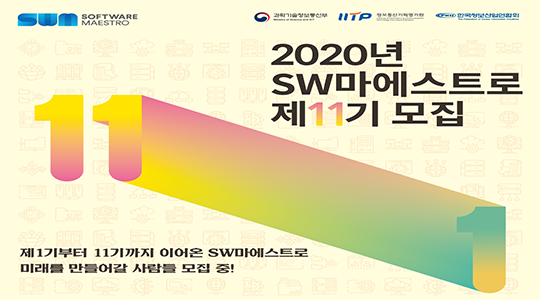 SWM SOFTWARE
MAESTRO
과학기술정보통신부
IITP 정보통신기획평가원
한국정보산업연합회
2020년
SW마에스트로
제11기 모집
11
1
제1기부터 11기까지 이어온 SW마에스트로
미래를 만들어갈 사람들 모집 중!